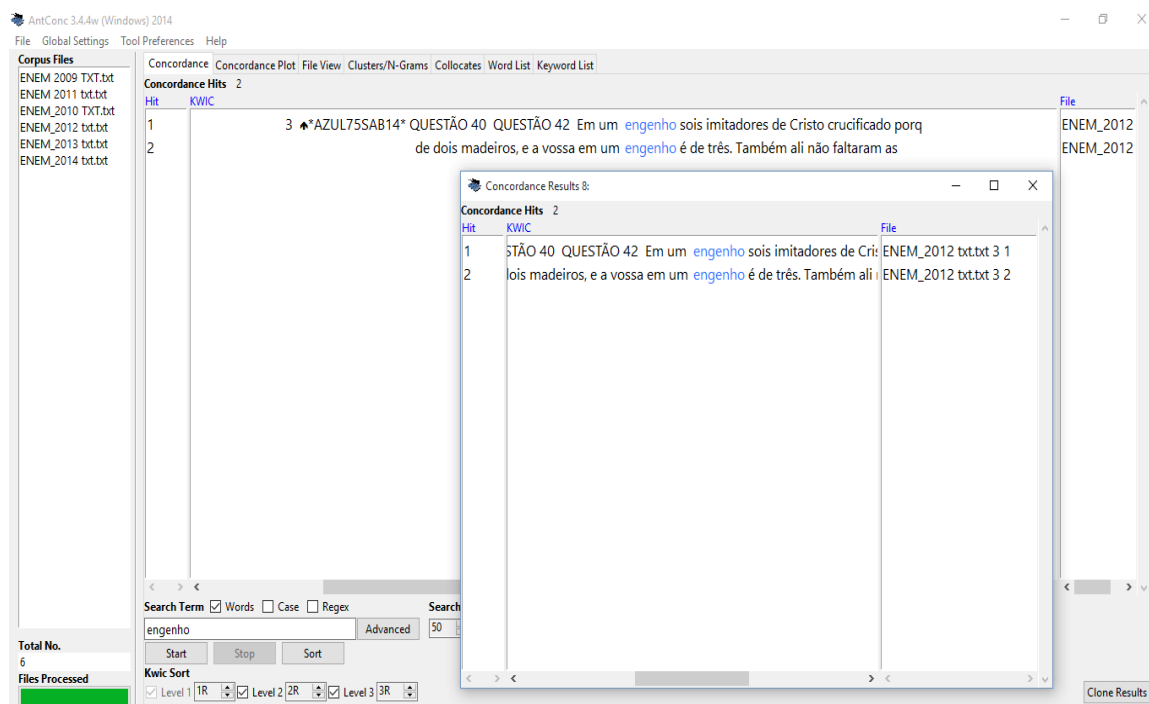 AntConc 3.4.4w (Windows) 2014
File Global Settings Tool Preferences Help
Corpus Files
ENEM 2009 TXT.txt
ENEM 2011 txt.txt
ENEM_2010 TXT.txt
ENEM_2012 txt.txt
ENEM_2013 txt.txt
ENEM_2014 txt.txt
Total No.
6
Files Processed
Concordance Concordance Plot File View Clusters/N-Grams Collocates Word List Keyword List
Concordance Hits 2
Hit KWIC File
1 3 *AZUL75SAB14* QUESTÃO 40 QUESTÃO 42 Em um engenho sois imitadores de Cristo crucificado porq ENEM_2012
2 de dois madeiros, e a vossa em um engenho é de três. Também ali não faltaram as ENEM_2012
Concordance Results 8:
Concordance Hits 2
Hit KWIC File
1 STÃO 40 QUESTÃO 42 Em um engenho sois imitadores de Cris ENEM_2012 txt.txt 3 1
2 dois madeiros, e a vossa em um engenho é de três. Também ali ENEM_2012 txt.txt 3 2
Search Term Words Case Regex Search
engenho Advanced 50
Start Stop Sort
Kwic Sort
Level 1 1R Level 2 2R Level 3 3R
Clone Results